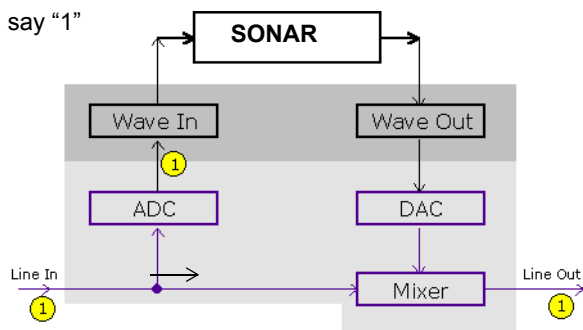 say “1”
SONAR
Wave In
Wave Out
1
ADC
DAC
Line In
Line Out
Mixer
1
1